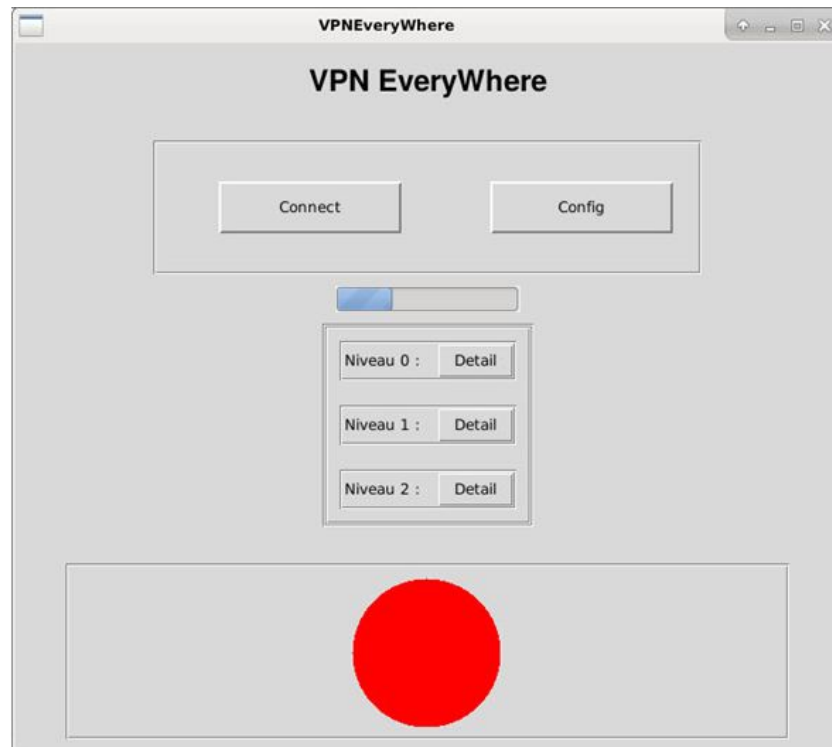 VPNEveryWhere
VPN EveryWhere
Connect Config
Niveau 0 : Detail
Niveau 1 : Detail
Niveau 2 : Detail